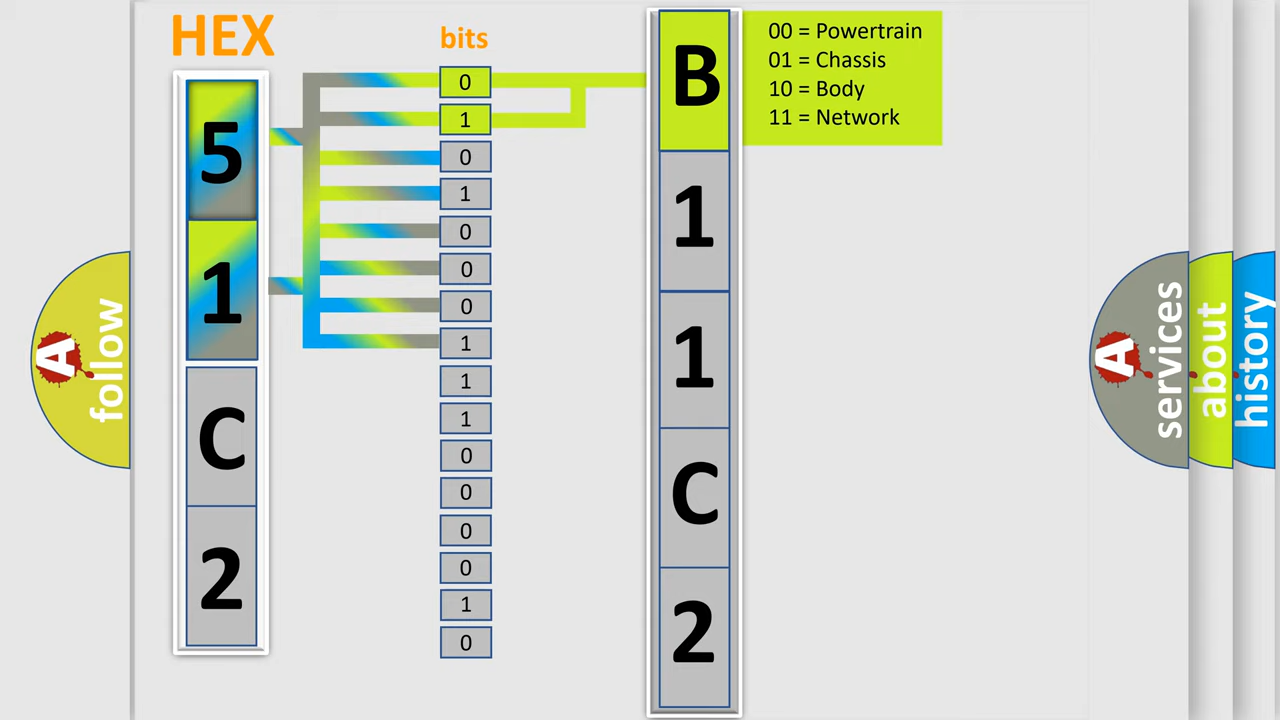 HEX
bits
5
1
C
2
0
1
0
1
0
0
0
1
1
1
0
0
0
0
1
0
B
1
1
C
2
00 = Powertrain
01 = Chassis
10 = Body
11 = Network
A
follow
A
services
about
history